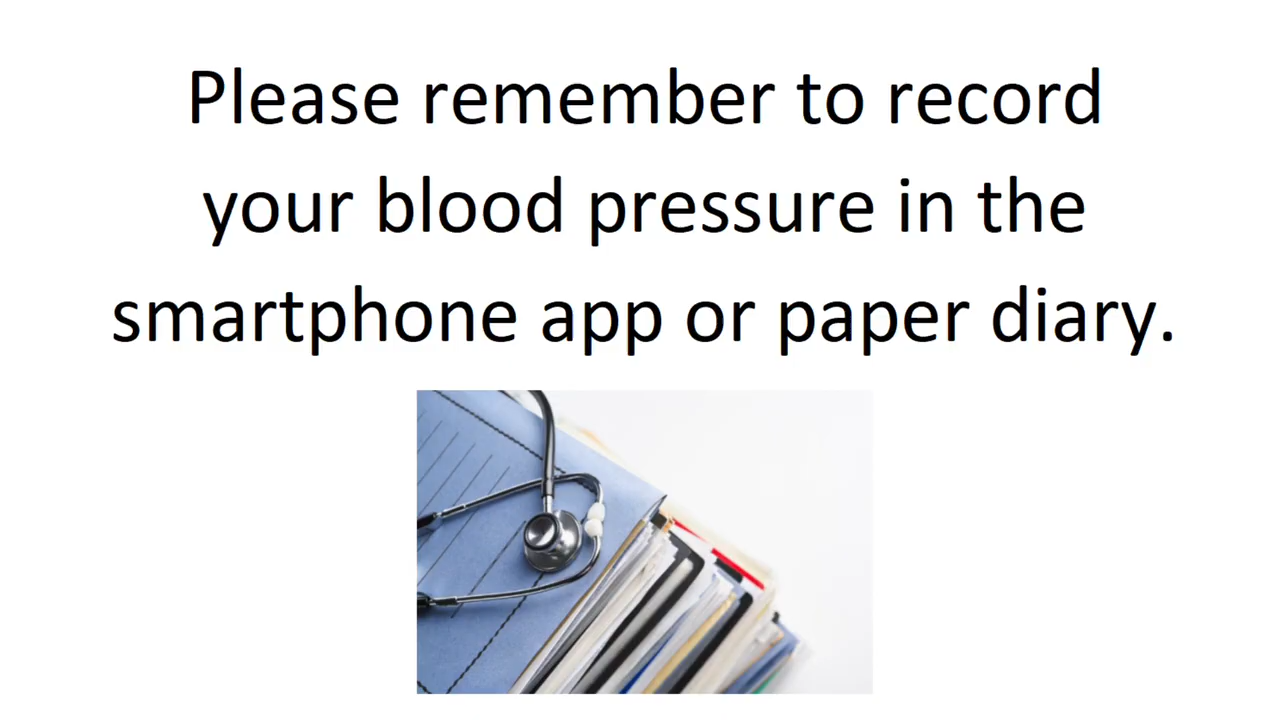 Please remember to record
your blood pressure in the
smartphone app or paper diary.